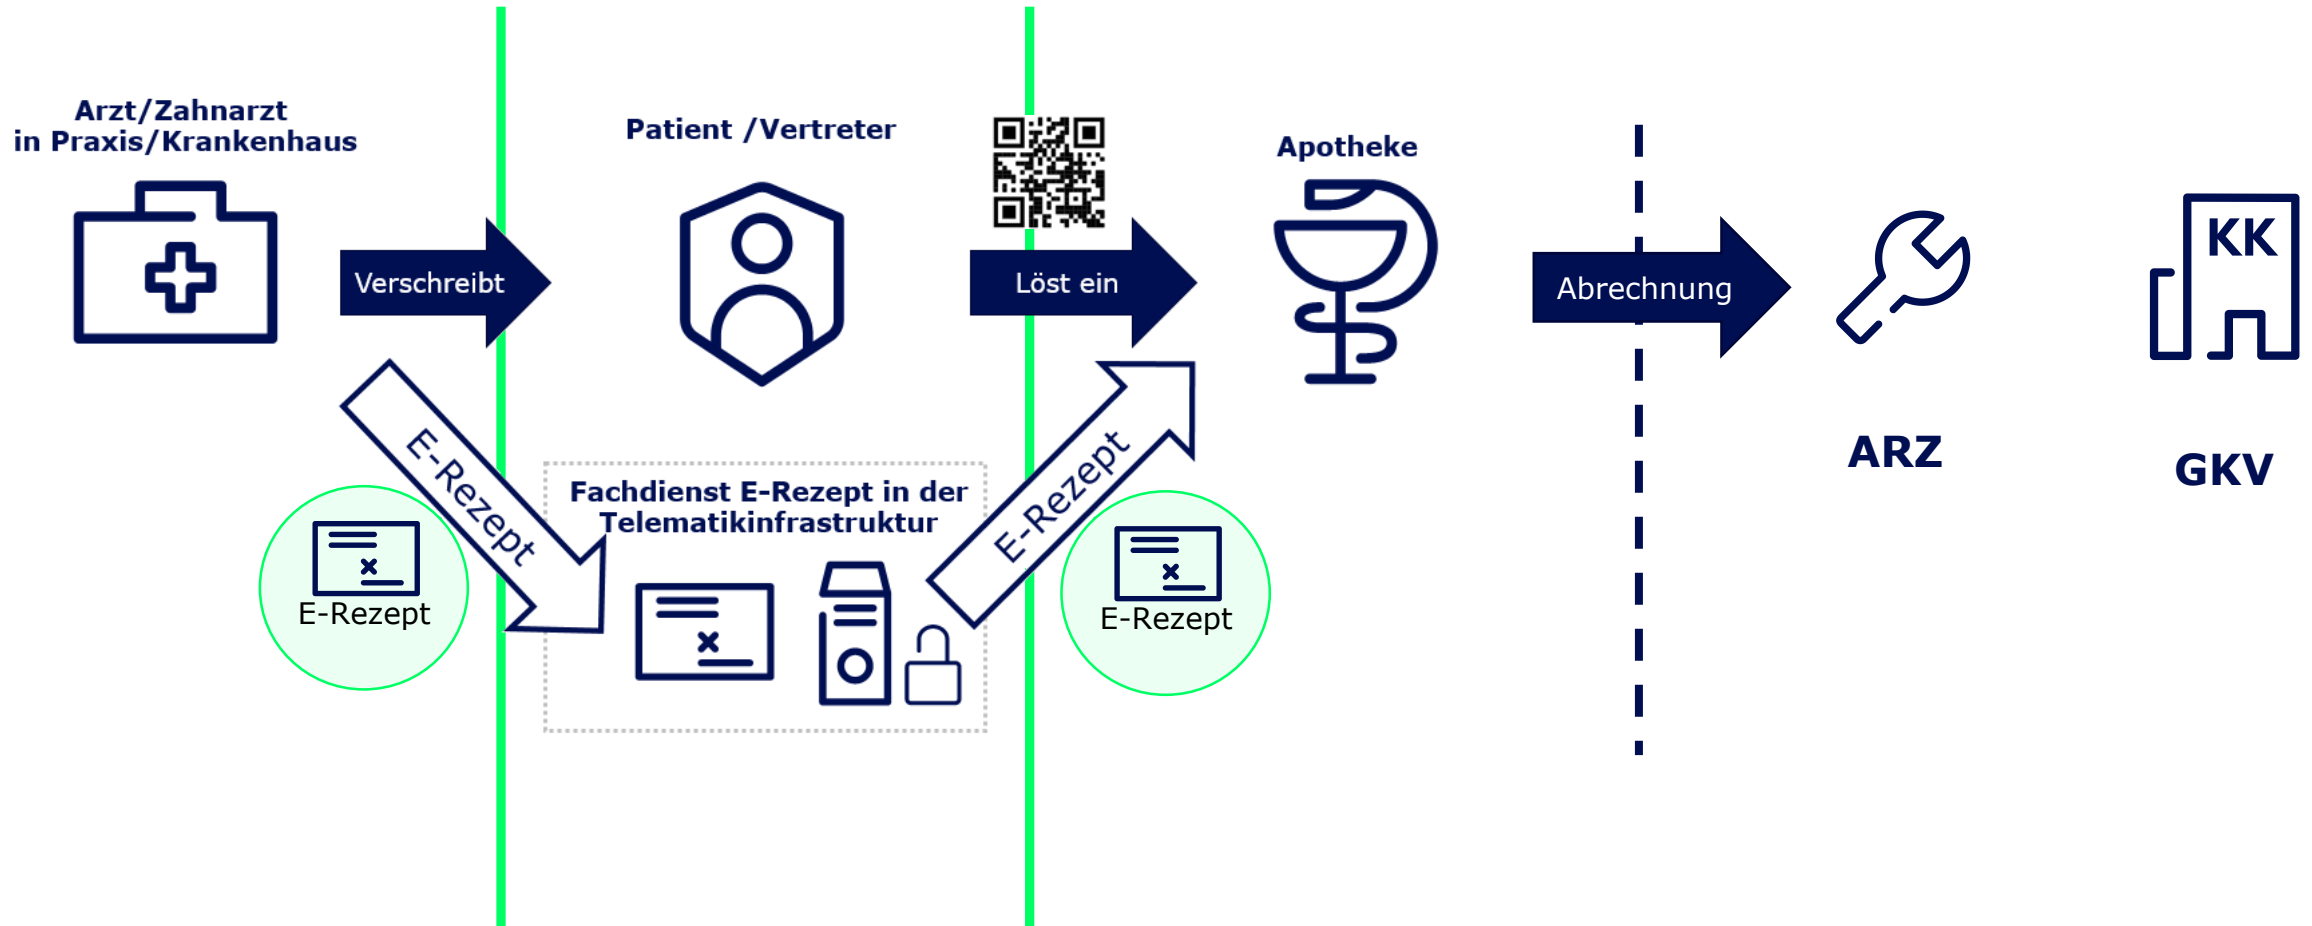 Arzt/Zahnarzt
in Praxis/Krankenhaus
Patient /Vertreter
Apotheke
Verschreibt
Löst ein
Abrechnung
KK
ARZ
GKV
E-Rezept
E-Rezept
Fachdienst E-Rezept in der
Telematikinfrastruktur
E-Rezept
E-Rezept